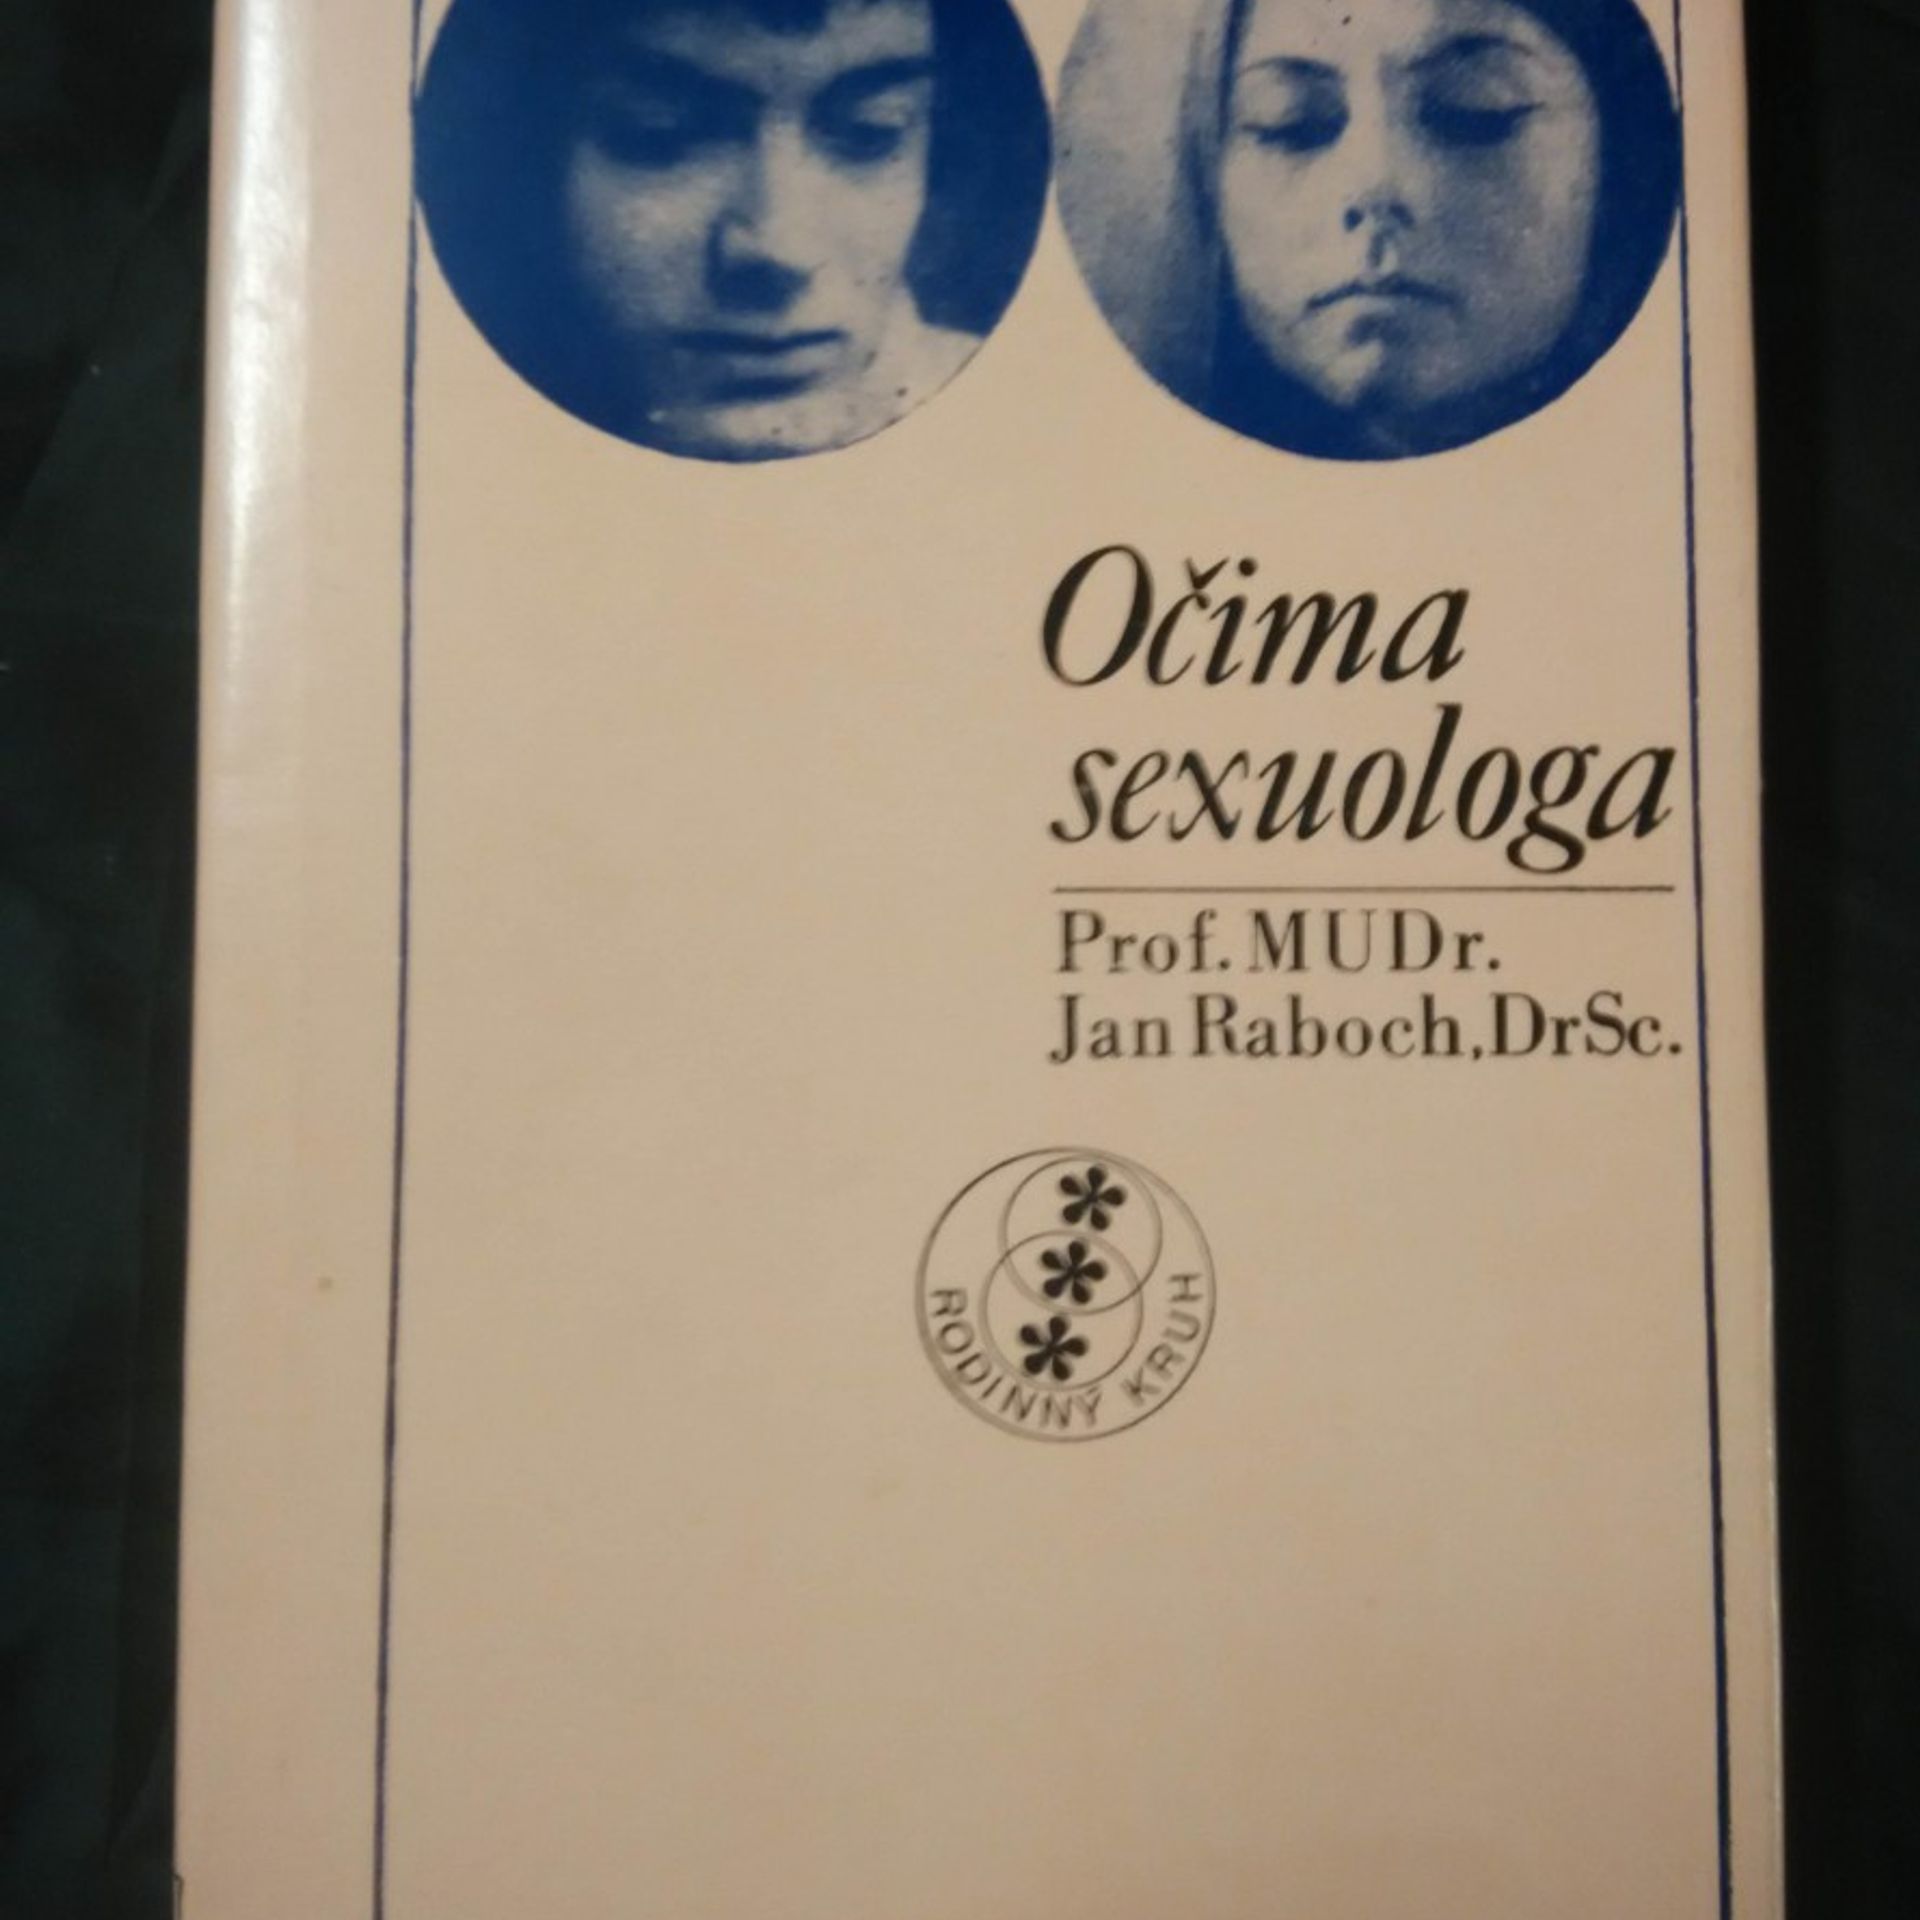 Očima
sexuologa
Prof. MUDr.
Jan Raboch, DrSc.
RODINNÝ KRUH